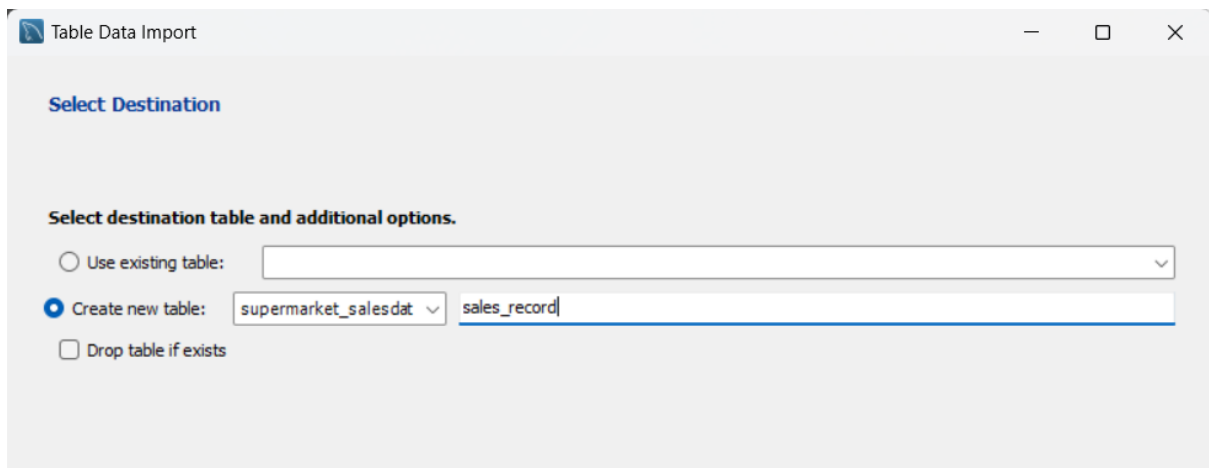 Table Data Import
Select Destination
Select destination table and additional options.
Use existing table:
Create new table: supermarket_salesdat sales_record
Drop table if exists